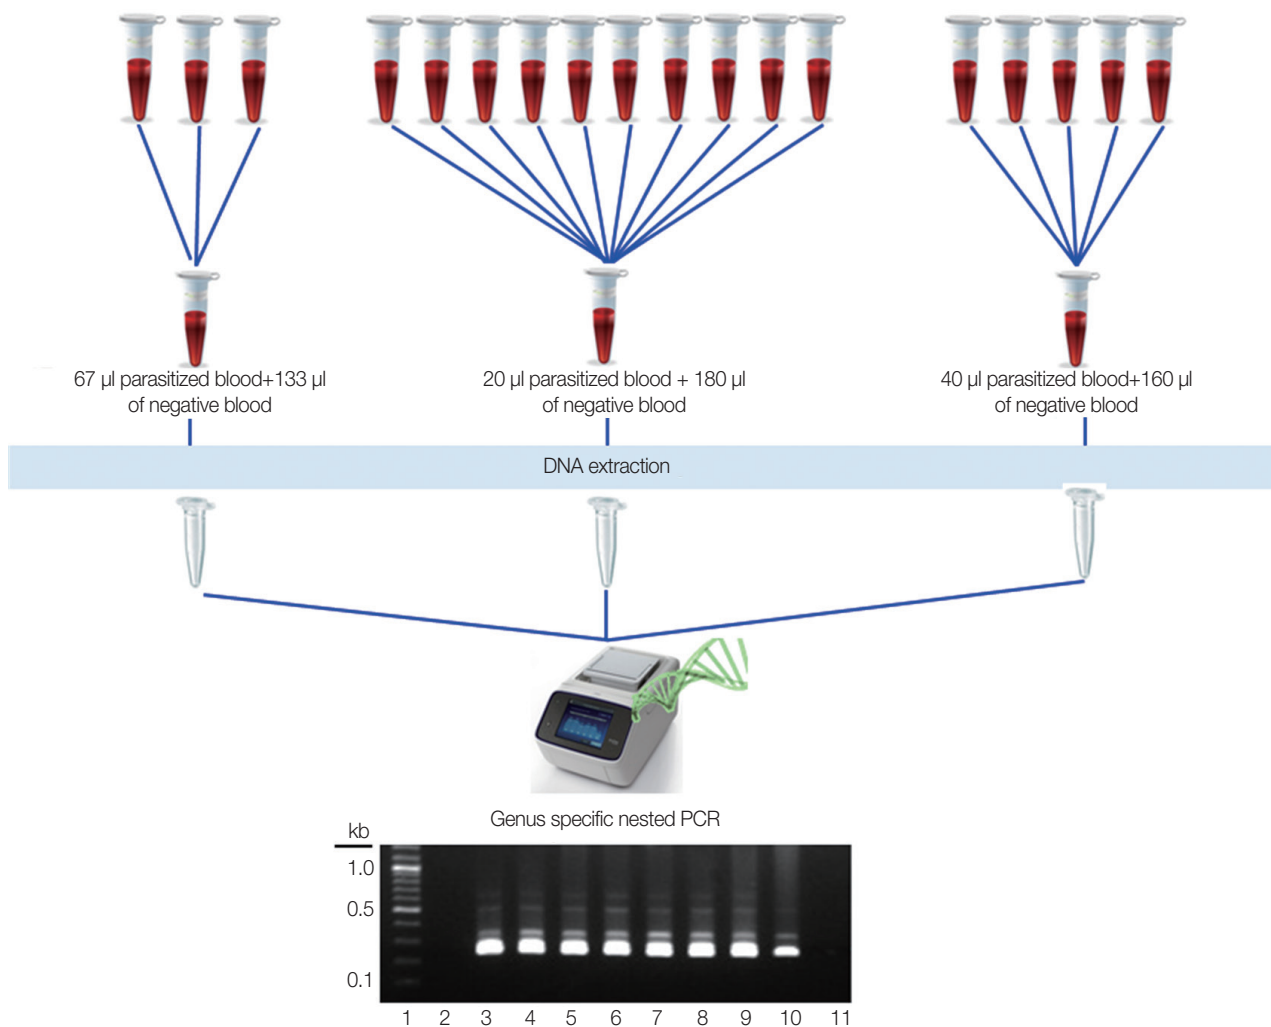 67 µl parasitized blood+133 µl
of negative blood
20 µl parasitized blood + 180 µl
of negative blood
40 µl parasitized blood+160 µl
of negative blood
DNA extraction
Genus specific nested PCR
kb
1.0
0.5
0.1
1 2 3 4 5 6 7 8 9 10 11